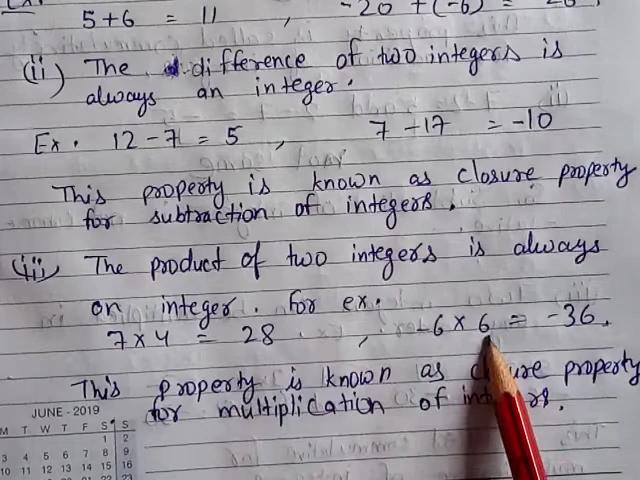 5+6 = 11 , -20 +(-6) =
(ii) The difference of two integers is
always an integer.
Ex. 12-7 = 5 , 7-17 = -10
This property is known as closure property
for subtraction of integers.
(iii) The product of two integers is always
an integer. For ex.
7×4 = 28 , -6×6 = -36.
This property is known as closure property
for multiplication of
JUNE - 2019
M T W T F S S
1 2
3 4 5 6 7 8 9
10 11 12 13 14 15 16